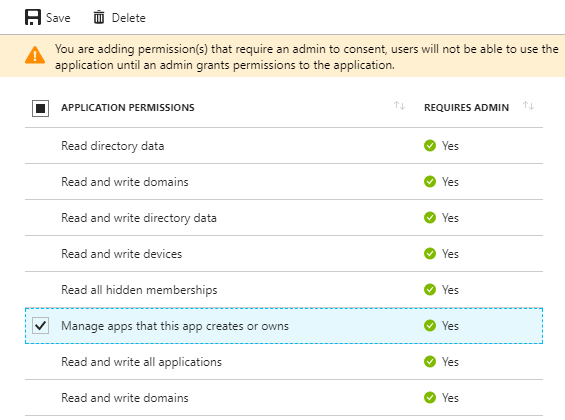 Save Delete
You are adding permission(s) that require an admin to consent, users will not be able to use the
application until an admin grants permissions to the application.
APPLICATION PERMISSIONS REQUIRES ADMIN
Read directory data Yes
Read and write domains Yes
Read and write directory data Yes
Read and write devices Yes
Read all hidden memberships Yes
Manage apps that this app creates or owns Yes
Read and write all applications Yes
Read and write domains Yes